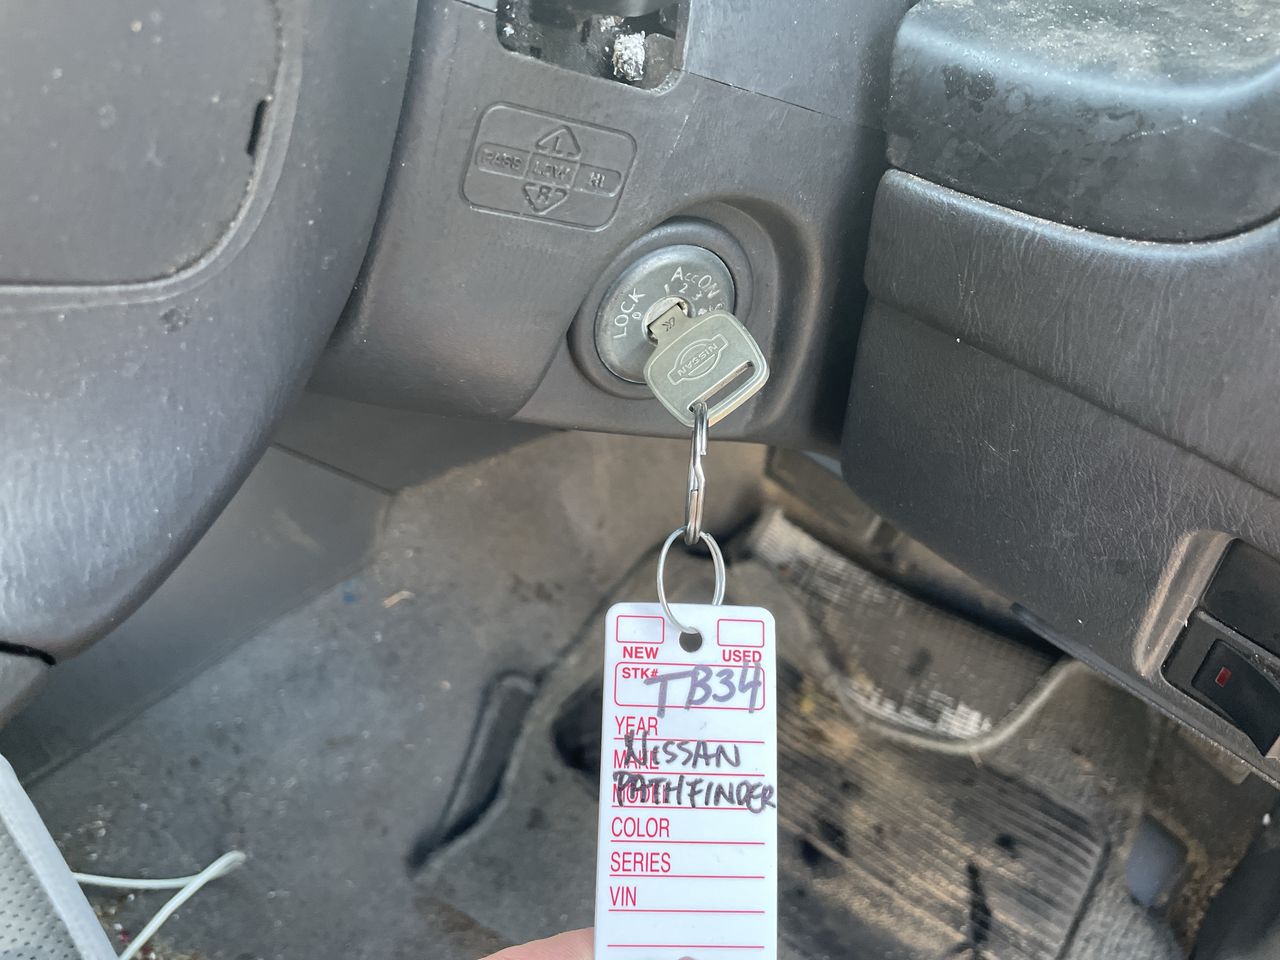 L
PASS LOW HI
R
LOCK Acc ON
0 1 2 3
NISSAN
NEW USED
STK# TB34
YEAR
MAKE NISSAN
MODEL PATHFINDER
COLOR
SERIES
VIN